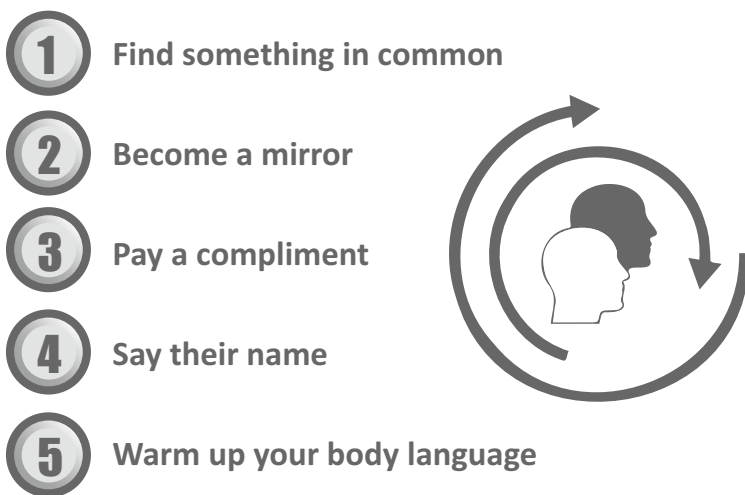 1 Find something in common
2 Become a mirror
3 Pay a compliment
4 Say their name
5 Warm up your body language